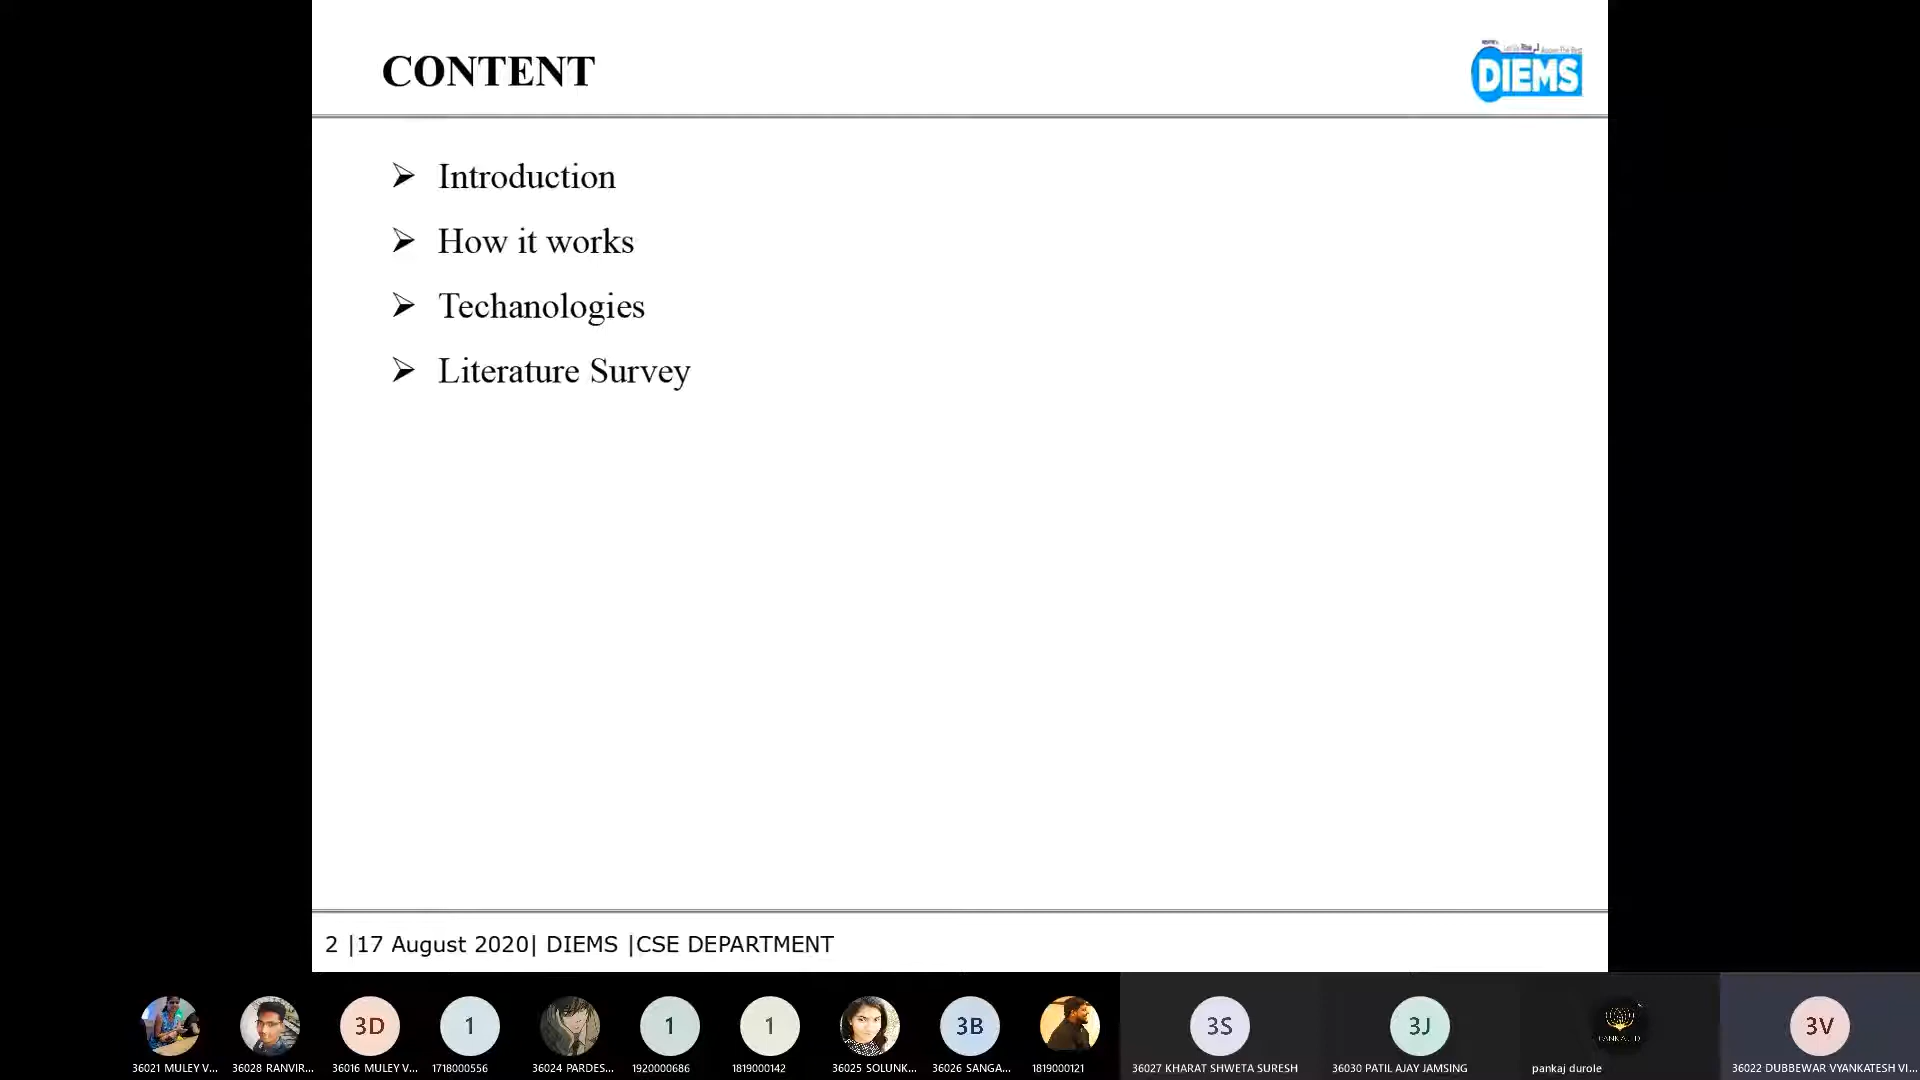 CONTENT
DIEMS
➢ Introduction
➢ How it works
➢ Techanologies
➢ Literature Survey
2 |17 August 2020| DIEMS |CSE DEPARTMENT
3D
1
1
1
3B
3S
3J
3V
36021 MULEY V...
36028 RANVIR...
36016 MULEY V...
1718000556
36024 PARDES...
1920000686
1819000142
36025 SOLUNK...
36026 SANGA...
1819000121
36027 KHARAT SHWETA SURESH
36030 PATIL AJAY JAMSING
pankaj durole
36022 DUBBEWAR VYANKATESH VI...